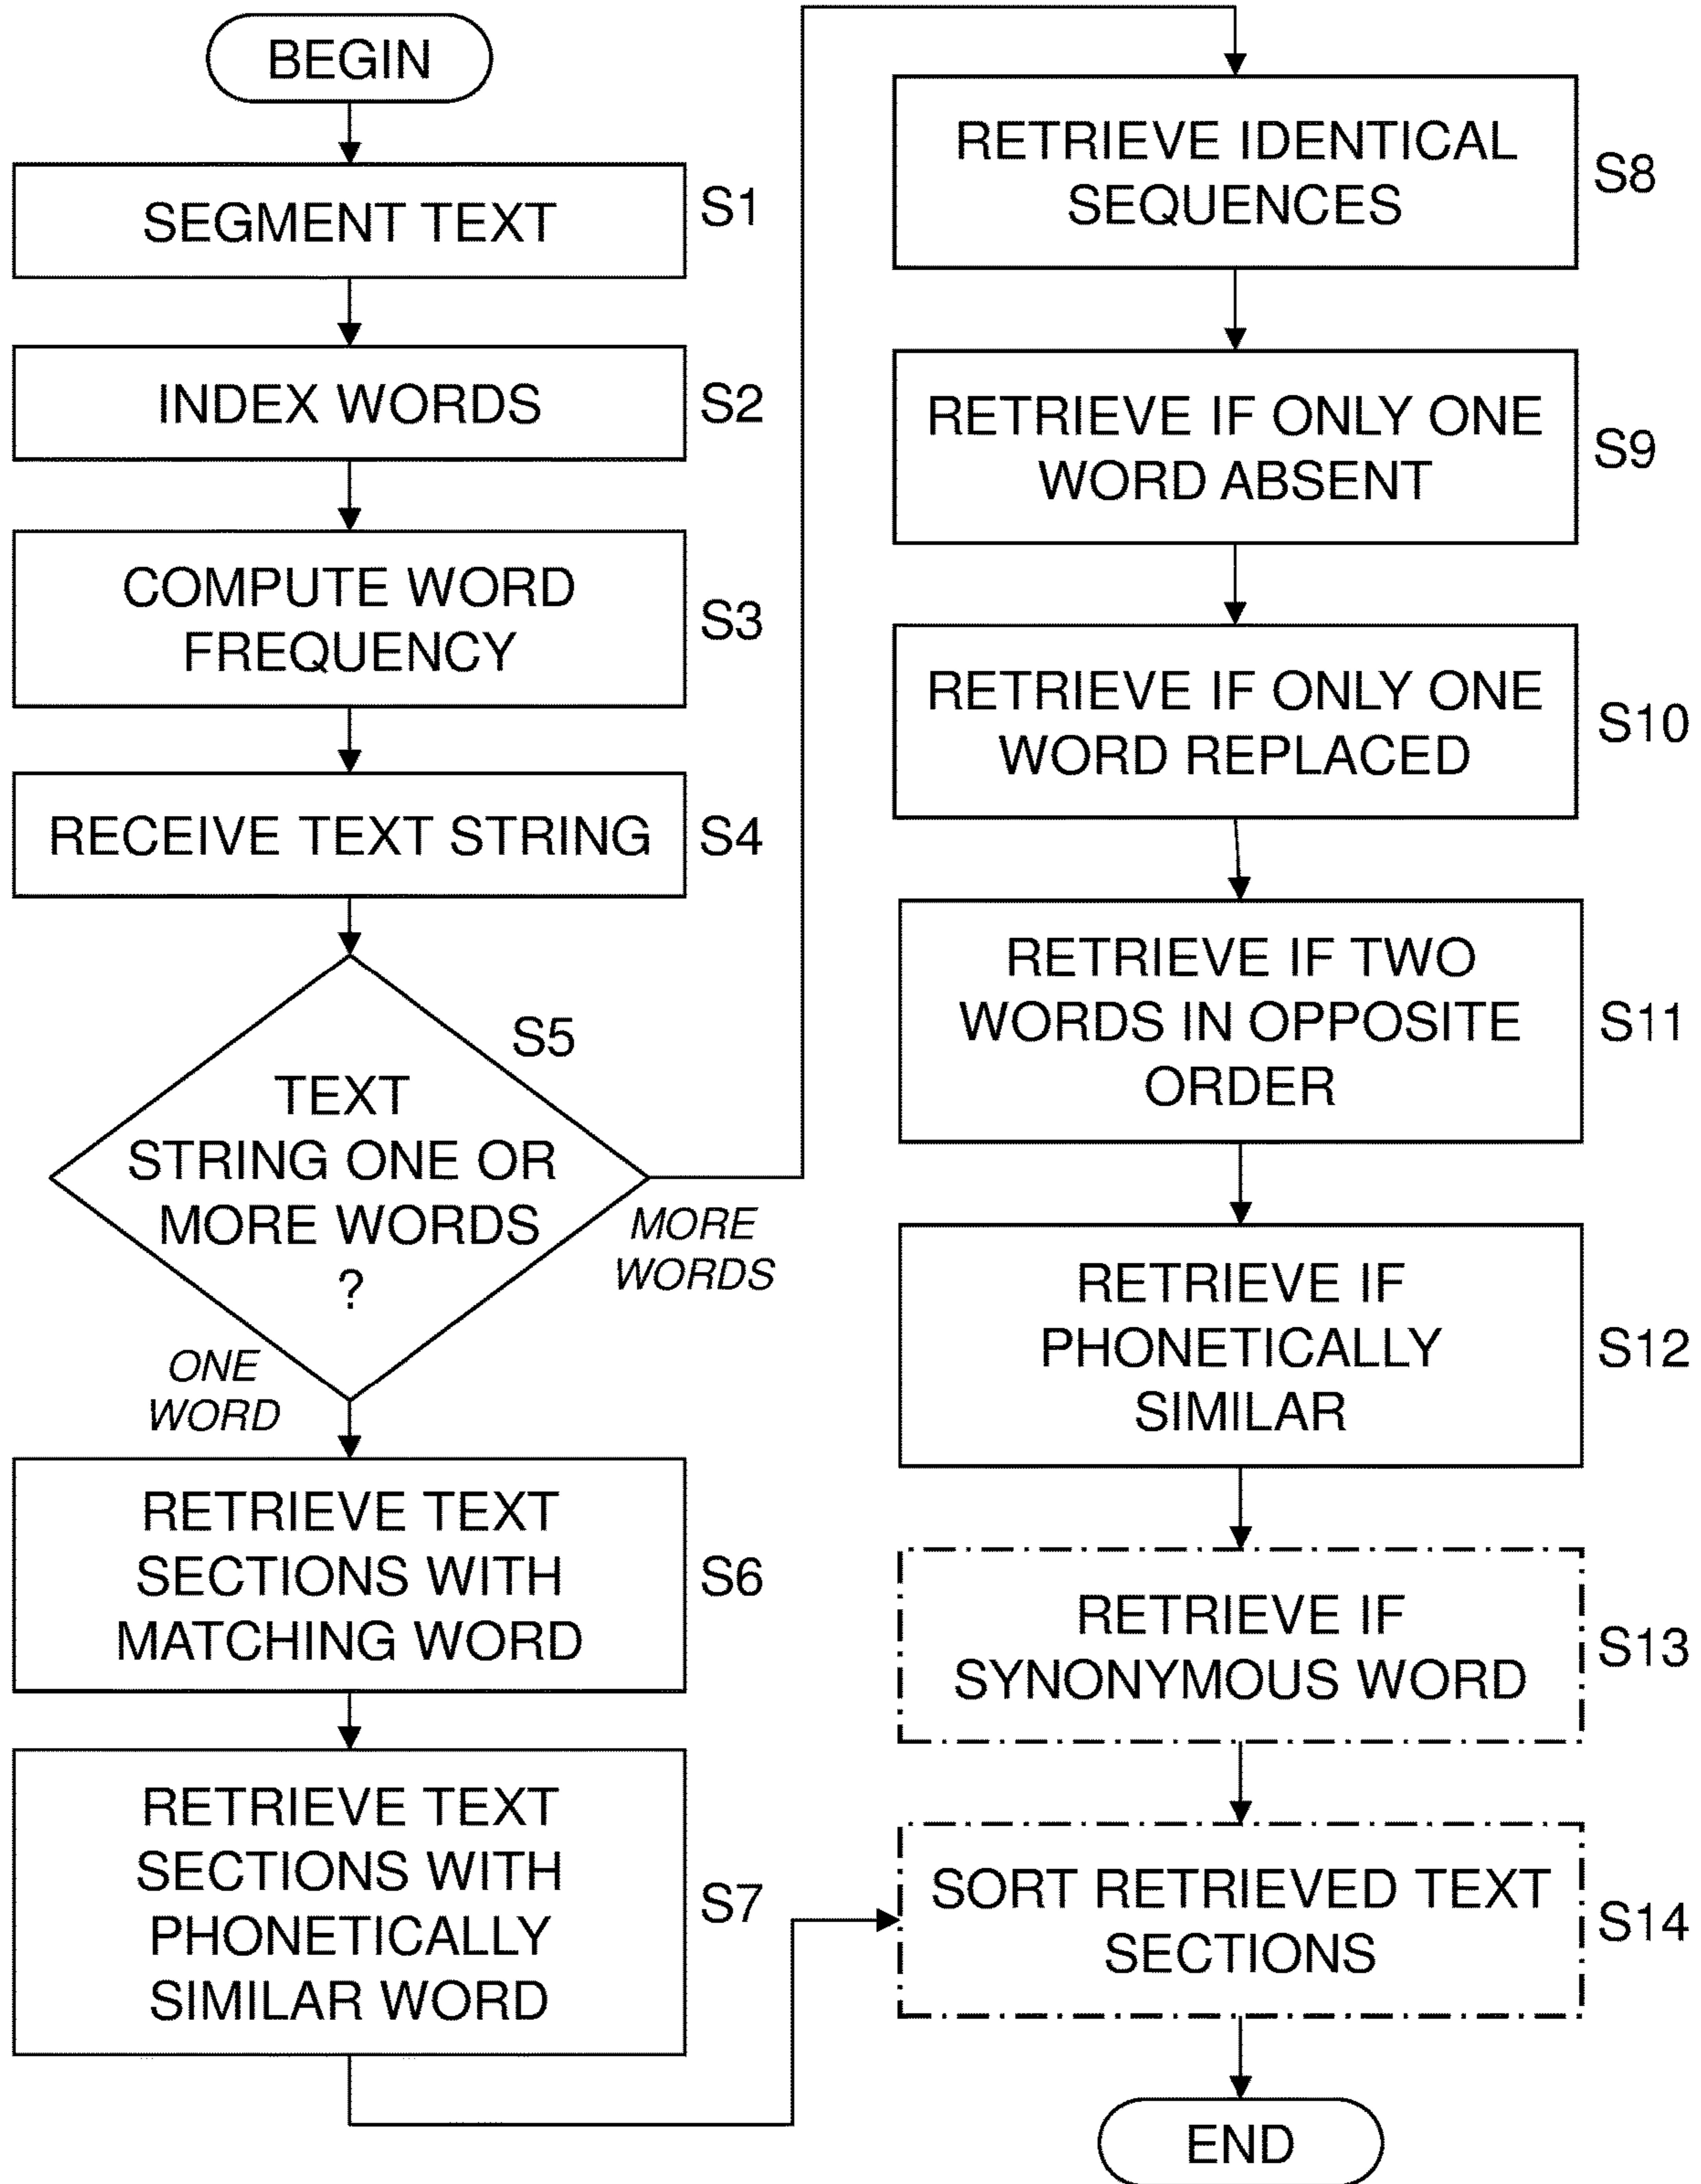 BEGIN
SEGMENT TEXT
S1
INDEX WORDS
S2
COMPUTE WORD
FREQUENCY
S3
RECEIVE TEXT STRING
S4
S5
TEXT
STRING ONE OR
MORE WORDS
?
MORE
WORDS
ONE
WORD
RETRIEVE TEXT
SECTIONS WITH
MATCHING WORD
S6
RETRIEVE TEXT
SECTIONS WITH
PHONETICALLY
SIMILAR WORD
S7
RETRIEVE IDENTICAL
SEQUENCES
S8
RETRIEVE IF ONLY ONE
WORD ABSENT
S9
RETRIEVE IF ONLY ONE
WORD REPLACED
S10
RETRIEVE IF TWO
WORDS IN OPPOSITE
ORDER
S11
RETRIEVE IF
PHONETICALLY
SIMILAR
S12
RETRIEVE IF
SYNONYMOUS WORD
S13
SORT RETRIEVED TEXT
SECTIONS
S14
END